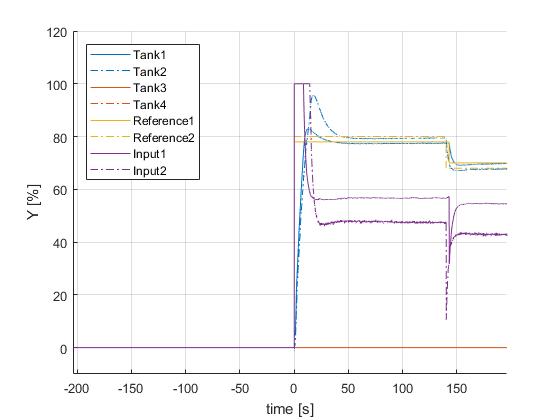 120
100
80
60
40
20
0
Y [%]
Tank1
Tank2
Tank3
Tank4
Reference1
Reference2
Input1
Input2
-200 -150 -100 -50 0 50 100 150
time [s]